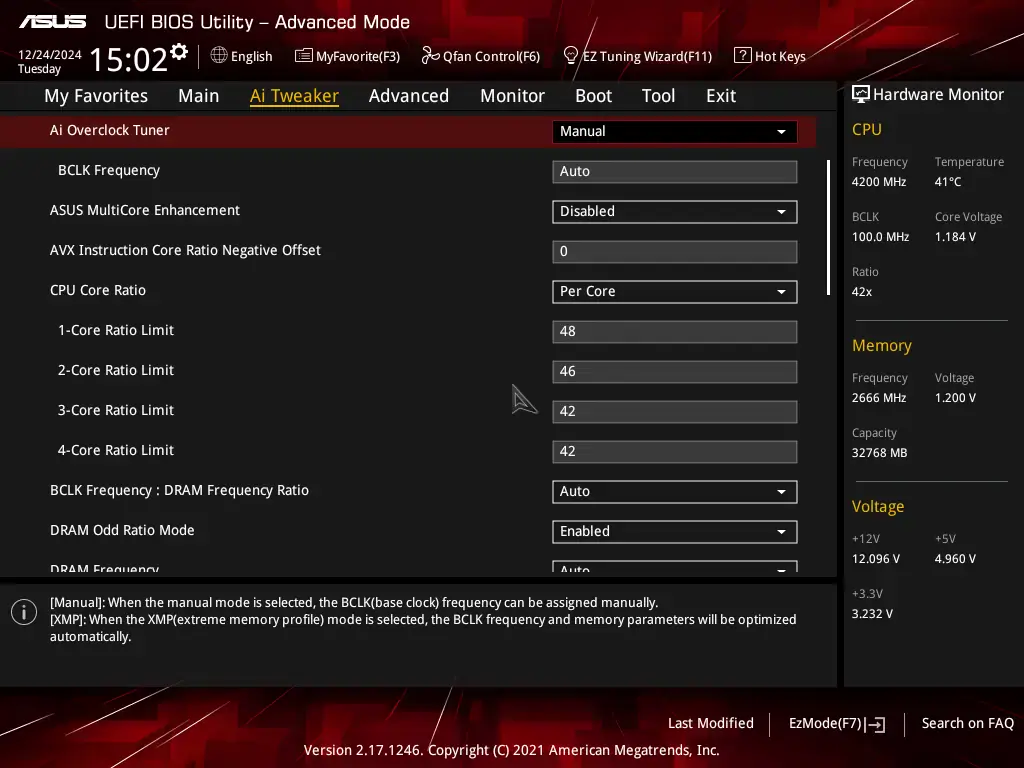 ASUS UEFI BIOS Utility – Advanced Mode
12/24/2024
Tuesday
15:02
English
MyFavorite(F3)
Qfan Control(F6)
EZ Tuning Wizard(F11)
? Hot Keys
My Favorites
Main
Ai Tweaker
Advanced
Monitor
Boot
Tool
Exit
Ai Overclock Tuner Manual
BCLK Frequency Auto
ASUS MultiCore Enhancement Disabled
AVX Instruction Core Ratio Negative Offset 0
CPU Core Ratio Per Core
1-Core Ratio Limit 48
2-Core Ratio Limit 46
3-Core Ratio Limit 42
4-Core Ratio Limit 42
BCLK Frequency : DRAM Frequency Ratio Auto
DRAM Odd Ratio Mode Enabled
DRAM Frequency Auto
[Manual]: When the manual mode is selected, the BCLK(base clock) frequency can be assigned manually.
[XMP]: When the XMP(extreme memory profile) mode is selected, the BCLK frequency and memory parameters will be optimized
automatically.
Hardware Monitor
CPU
Frequency Temperature
4200 MHz 41°C
BCLK Core Voltage
100.0 MHz 1.184 V
Ratio
42x
Memory
Frequency Voltage
2666 MHz 1.200 V
Capacity
32768 MB
Voltage
+12V +5V
12.096 V 4.960 V
+3.3V
3.232 V
Last Modified
EzMode(F7)
Search on FAQ
Version 2.17.1246. Copyright (C) 2021 American Megatrends, Inc.